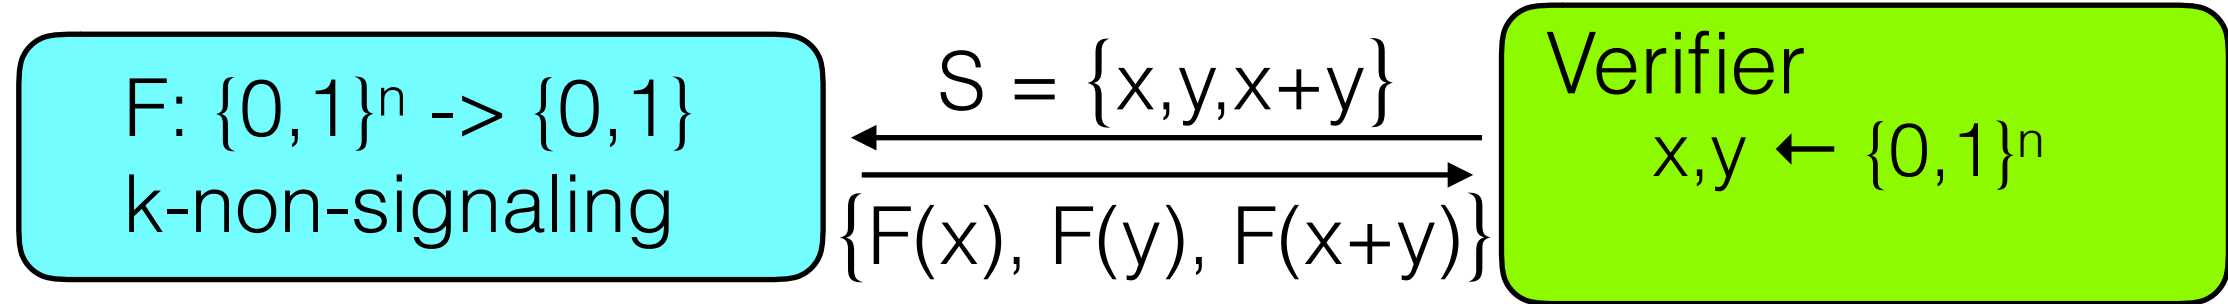 F: {0,1}ⁿ -> {0,1}
k-non-signaling
S = {x,y,x+y}
{F(x), F(y), F(x+y)}
Verifier
x,y ← {0,1}ⁿ